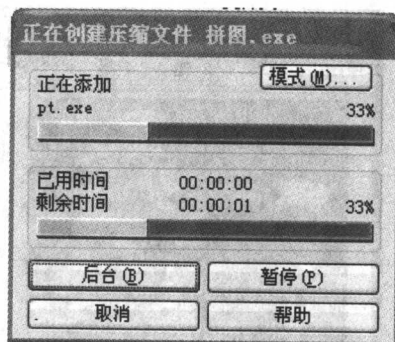 正在创建压缩文件 拼图.exe
正在添加
模式(M)...
pt.exe
33%
已用时间 00:00:00
剩余时间 00:00:01 33%
后台(B)
暂停(P)
取消
帮助